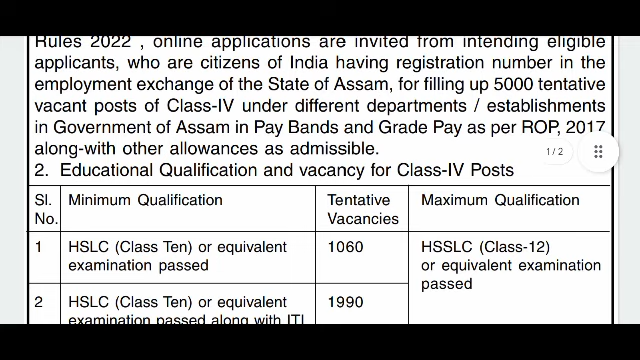 Rules 2022 , online applications are invited from intending eligible
applicants, who are citizens of India having registration number in the
employment exchange of the State of Assam, for filling up 5000 tentative
vacant posts of Class-IV under different departments / establishments
in Government of Assam in Pay Bands and Grade Pay as per ROP, 2017
along-with other allowances as admissible.
1 / 2
2. Educational Qualification and vacancy for Class-IV Posts
Sl. No. Minimum Qualification Tentative Vacancies Maximum Qualification
1 HSLC (Class Ten) or equivalent 1060 HSSLC (Class-12)
examination passed or equivalent examination
passed
2 HSLC (Class Ten) or equivalent 1990
examination passed along with ITI